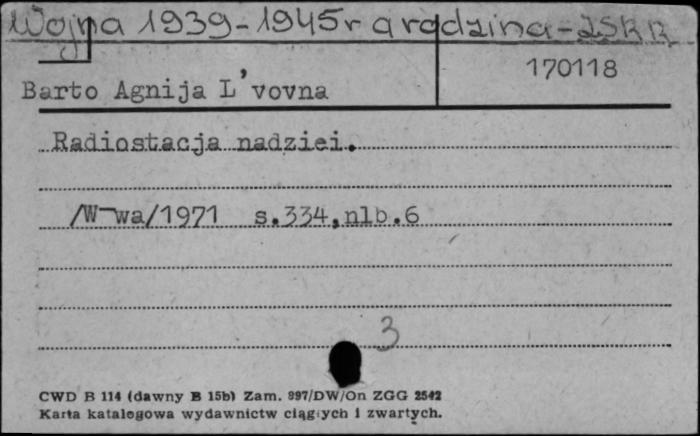 Wojna 1939-1945r a rodzina - ZSRR
170118
Barto Agnija L'vovna
Radiostacja nadziei.
/W-wa/1971 s.334,nlb.6
3
CWD B 114 (dawny B 15b) Zam. 997/DW/On ZGG 2542
Karta katalogowa wydawnictw ciągłych i zwartych.